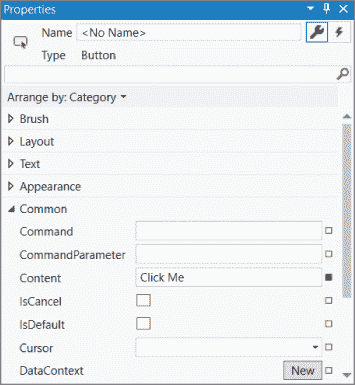 Properties
Name <No Name>
Type Button
Arrange by: Category
Brush
Layout
Text
Appearance
Common
Command
CommandParameter
Content Click Me
IsCancel
IsDefault
Cursor
DataContext New